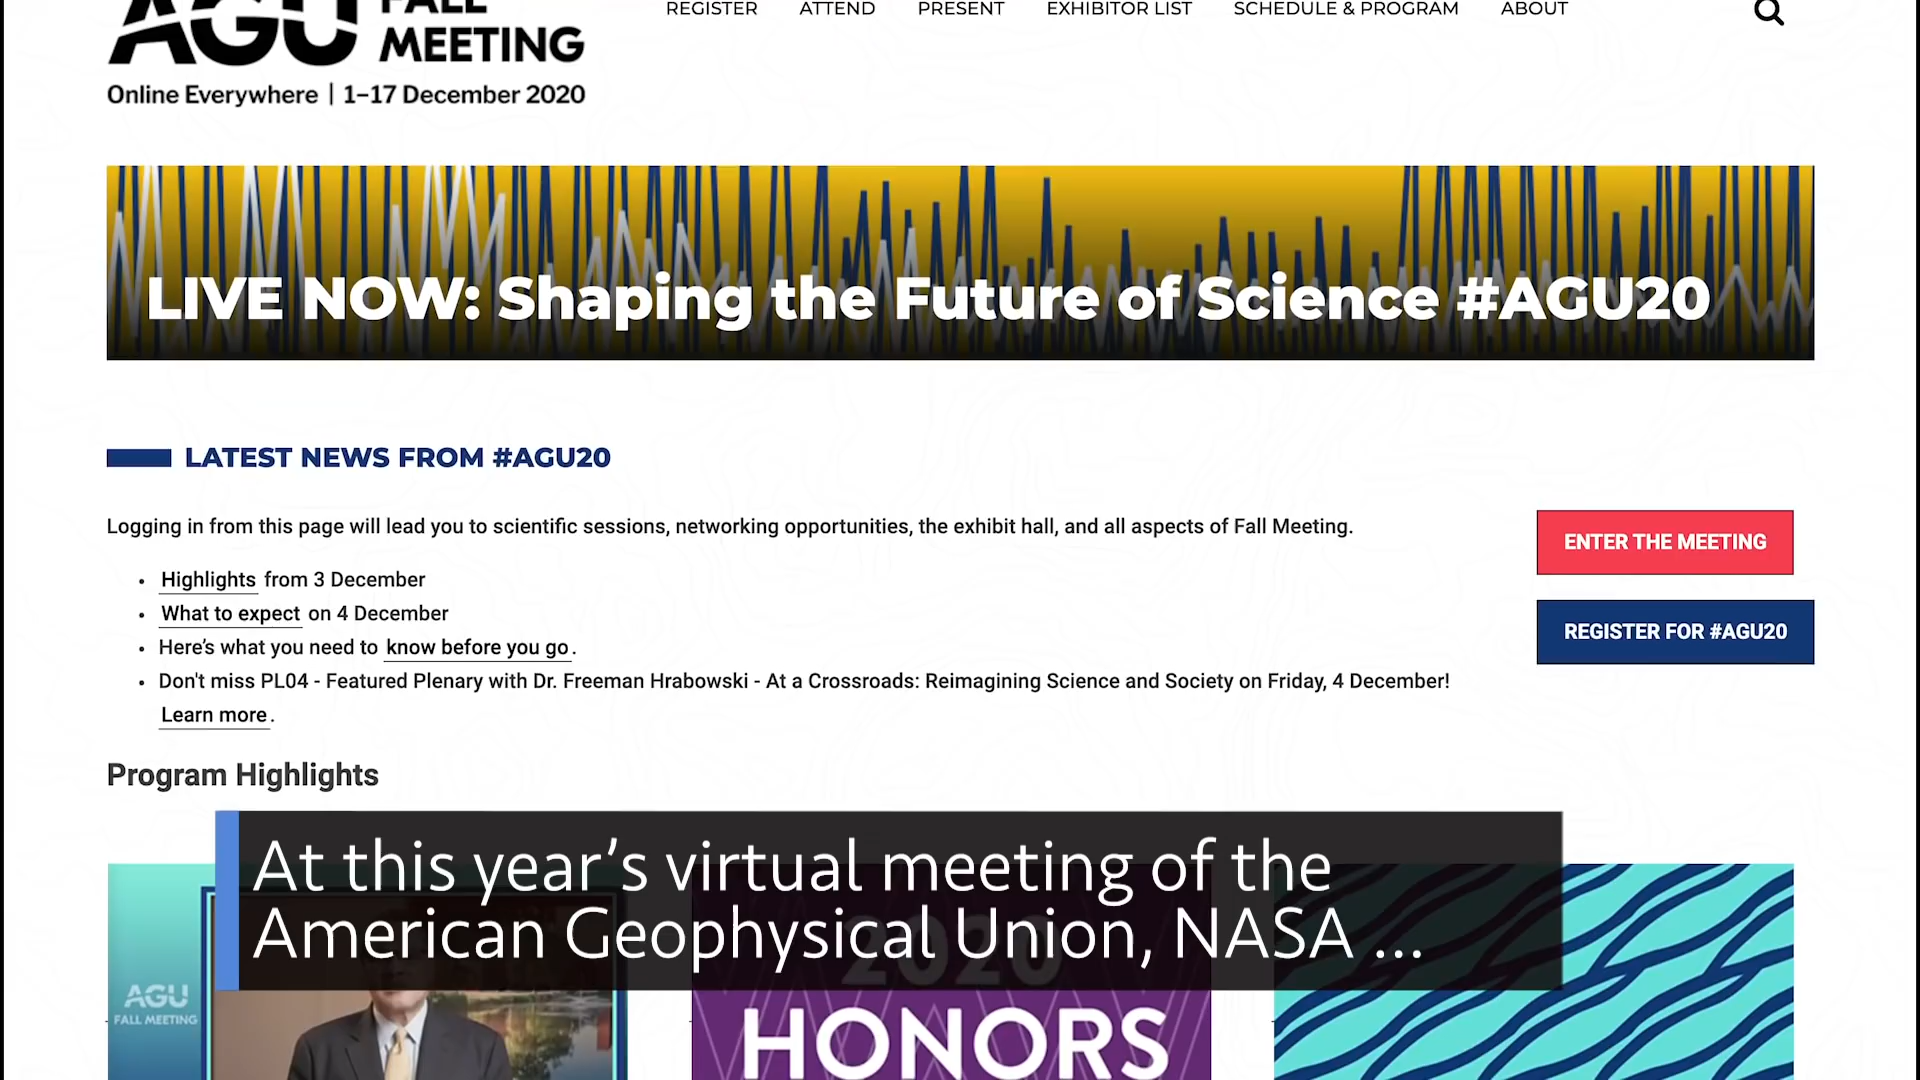 AGU FALL
MEETING
REGISTER ATTEND PRESENT EXHIBITOR LIST SCHEDULE & PROGRAM ABOUT
Online Everywhere | 1–17 December 2020
LIVE NOW: Shaping the Future of Science #AGU20
LATEST NEWS FROM #AGU20
Logging in from this page will lead you to scientific sessions, networking opportunities, the exhibit hall, and all aspects of Fall Meeting.
• Highlights from 3 December
• What to expect on 4 December
• Here's what you need to know before you go.
• Don't miss PL04 - Featured Plenary with Dr. Freeman Hrabowski - At a Crossroads: Reimagining Science and Society on Friday, 4 December!
Learn more.
ENTER THE MEETING
REGISTER FOR #AGU20
Program Highlights
At this year’s virtual meeting of the
American Geophysical Union, NASA ...
AGU
FALL MEETING
2020
HONORS